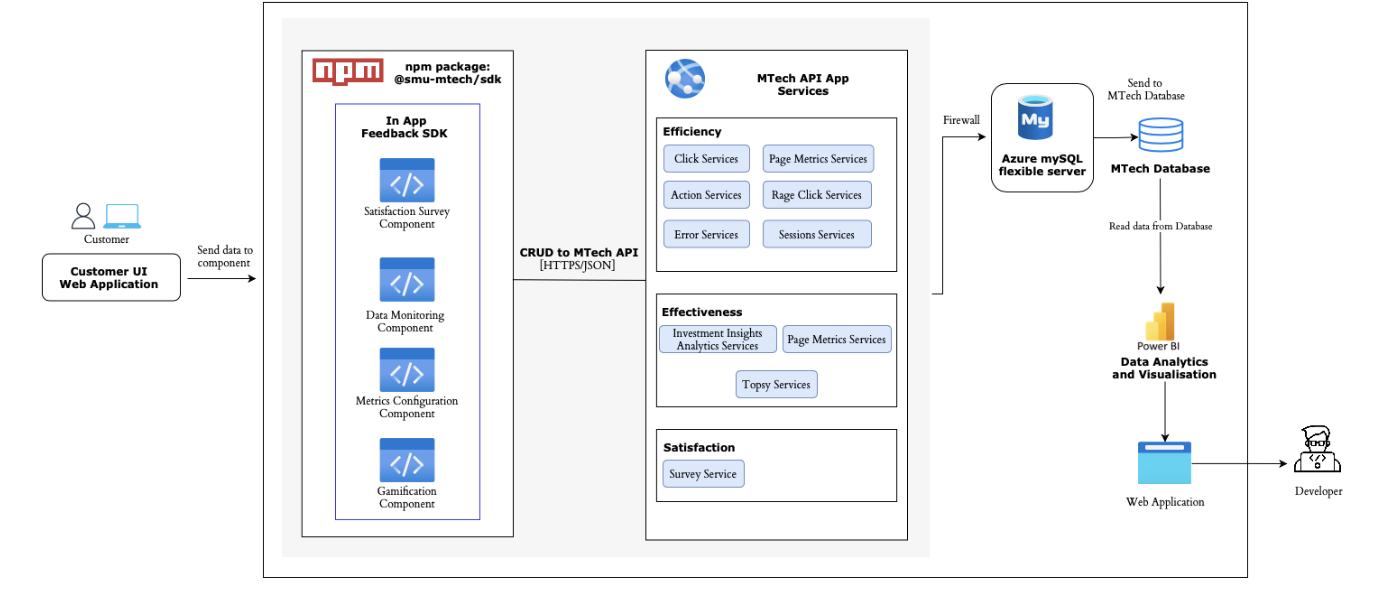 Customer
Customer UI
Web Application
Send data to
component
npm
npm package:
@smu-mtech/sdk
In App
Feedback SDK
Satisfaction Survey
Component
Data Monitoring
Component
Metrics Configuration
Component
Gamification
Component
CRUD to MTech API
[HTTPS/JSON]
MTech API App
Services
Efficiency
Click Services
Page Metrics Services
Action Services
Rage Click Services
Error Services
Sessions Services
Effectiveness
Investment Insights
Analytics Services
Page Metrics Services
Topsy Services
Satisfaction
Survey Service
Firewall
My
Azure mySQL
flexible server
Send to
MTech Database
MTech Database
Read data from Database
Power BI
Data Analytics
and Visualisation
Web Application
Developer